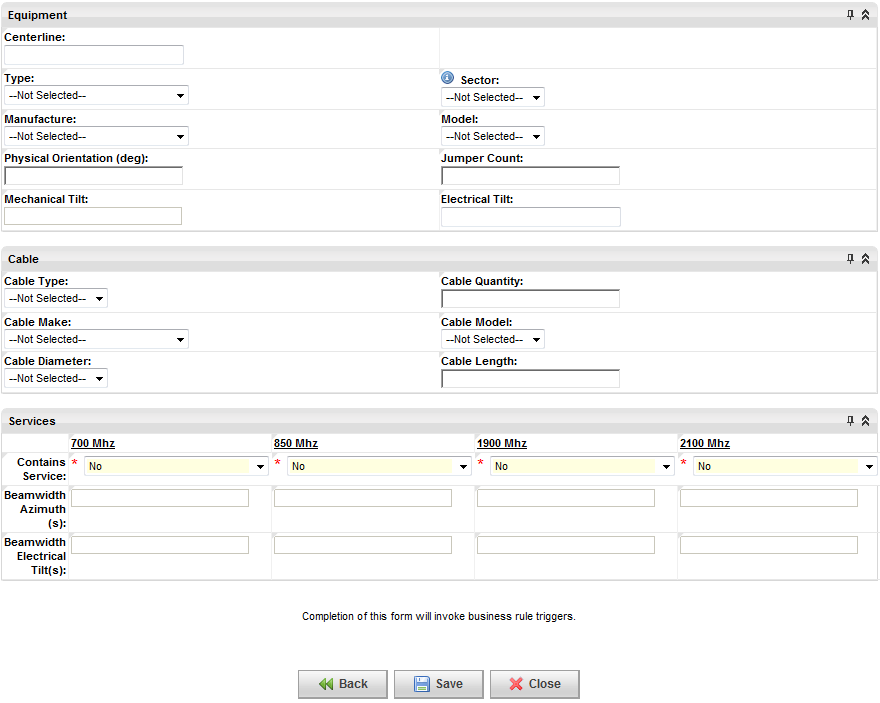 Equipment
Centerline:
Type:
--Not Selected--
Sector:
--Not Selected--
Manufacture:
--Not Selected--
Model:
--Not Selected--
Physical Orientation (deg):
Jumper Count:
Mechanical Tilt:
Electrical Tilt:
Cable
Cable Type:
--Not Selected--
Cable Quantity:
Cable Make:
--Not Selected--
Cable Model:
--Not Selected--
Cable Diameter:
--Not Selected--
Cable Length:
Services
700 Mhz 850 Mhz 1900 Mhz 2100 Mhz
Contains
Service:
* No * No * No * No
Beamwidth
Azimuth
(s):
Beamwidth
Electrical
Tilt(s):
Completion of this form will invoke business rule triggers.
Back Save Close